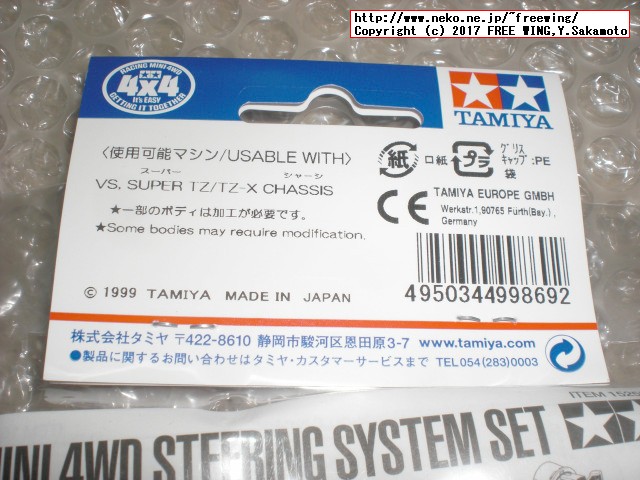 http://www.neko.ne.jp/~freewing/
Copyright (c) 2017 FREE WING,Y.Sakamoto
RACING MINI 4WD
4x4
It's EASY
GETTING IT TOGETHER
TAMIYA
〈使用可能マシン/USABLE WITH〉
スーパー シャーシ
VS. SUPER TZ/TZ-X CHASSIS
★一部のボディは加工が必要です。
★Some bodies may require modification.
紙
口紙
プラ
グリス
キャップ:PE
袋
CE
TAMIYA EUROPE GMBH
Werkstr.1,90765 Fürth(Bay.),
Germany
4950344998692
© 1999 TAMIYA MADE IN JAPAN
株式会社タミヤ 〒422-8610 静岡市駿河区恩田原3-7 www.tamiya.com
●製品に関するお問い合わせはタミヤ・カスタマーサービスまで TEL054(283)0003
MINI 4WD STEERING SYSTEM SET